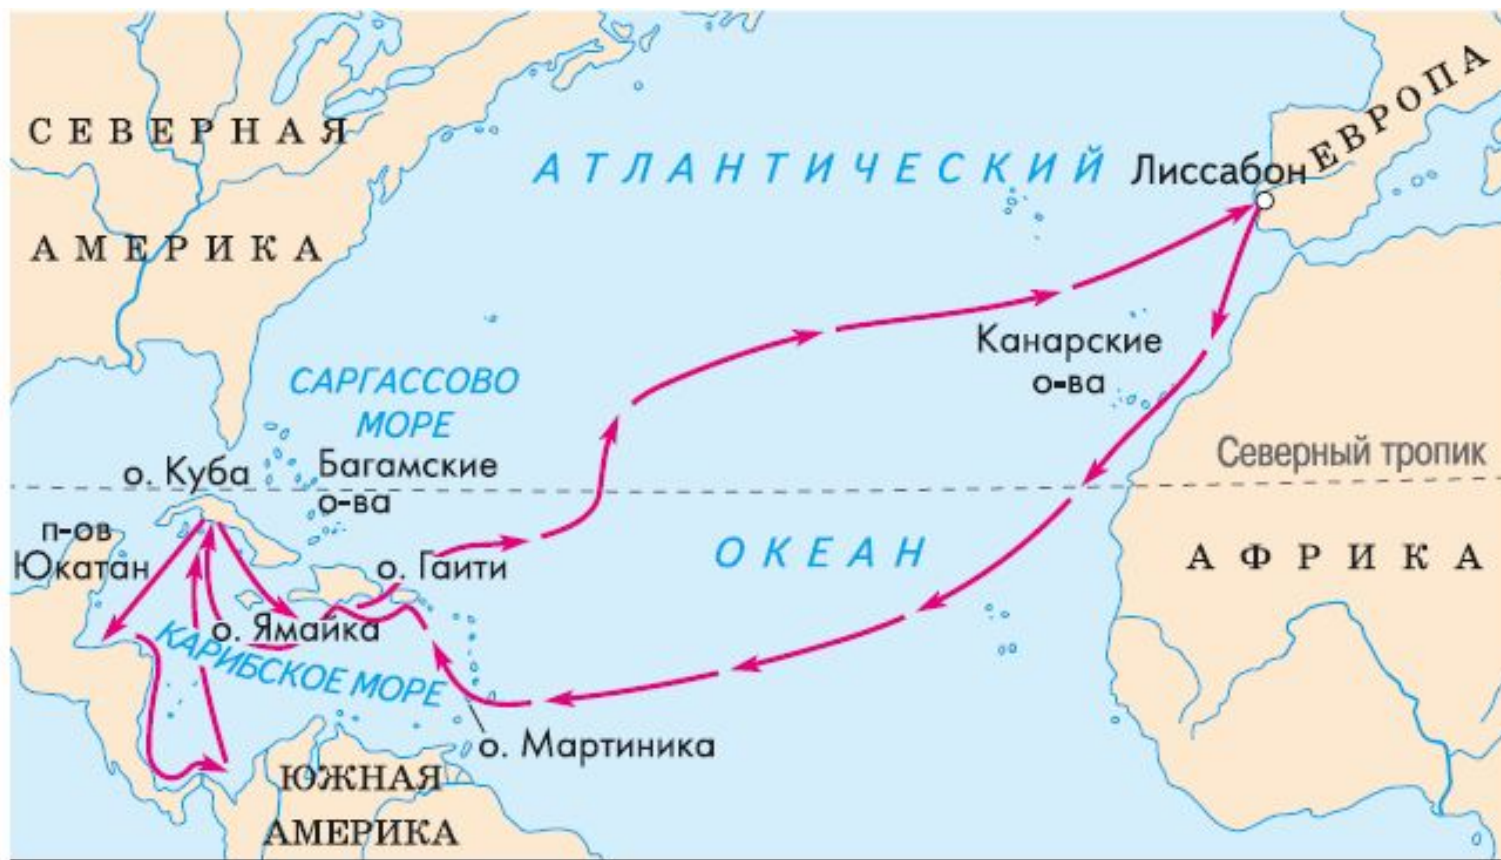 СЕВЕРНАЯ
АМЕРИКА
АТЛАНТИЧЕСКИЙ
Лиссабон
ЕВРОПА
Канарские
о-ва
САРГАССОВО
МОРЕ
Багамские
о-ва
о. Куба
Северный тропик
п-ов
Юкатан
о. Гаити
ОКЕАН
АФРИКА
о. Ямайка
КАРИБСКОЕ МОРЕ
о. Мартиника
ЮЖНАЯ
АМЕРИКА